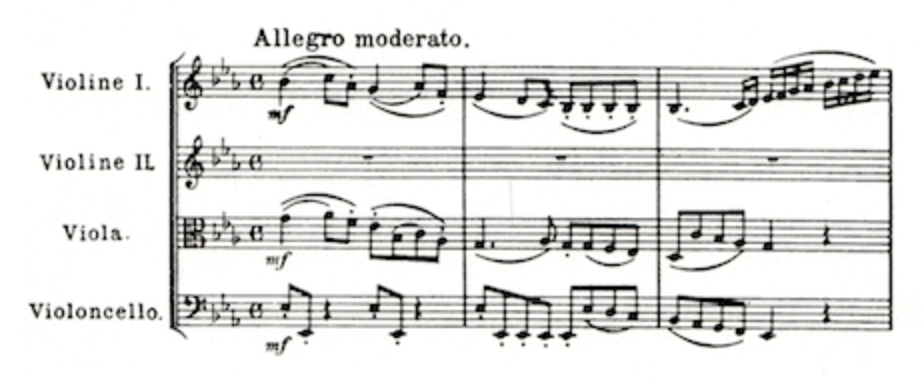 Allegro moderato.
Violine I.
mf
Violine II.
Viola.
mf
Violoncello.
mf